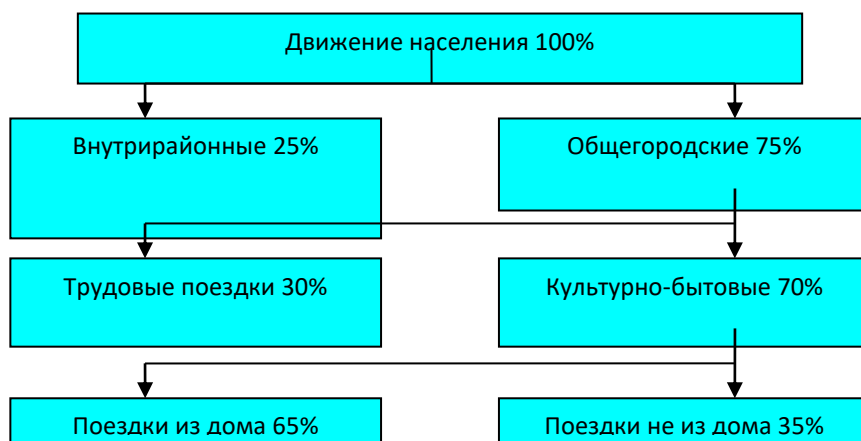 Движение населения 100%
Внутрирайонные 25%
Общегородские 75%
Трудовые поездки 30%
Культурно-бытовые 70%
Поездки из дома 65%
Поездки не из дома 35%